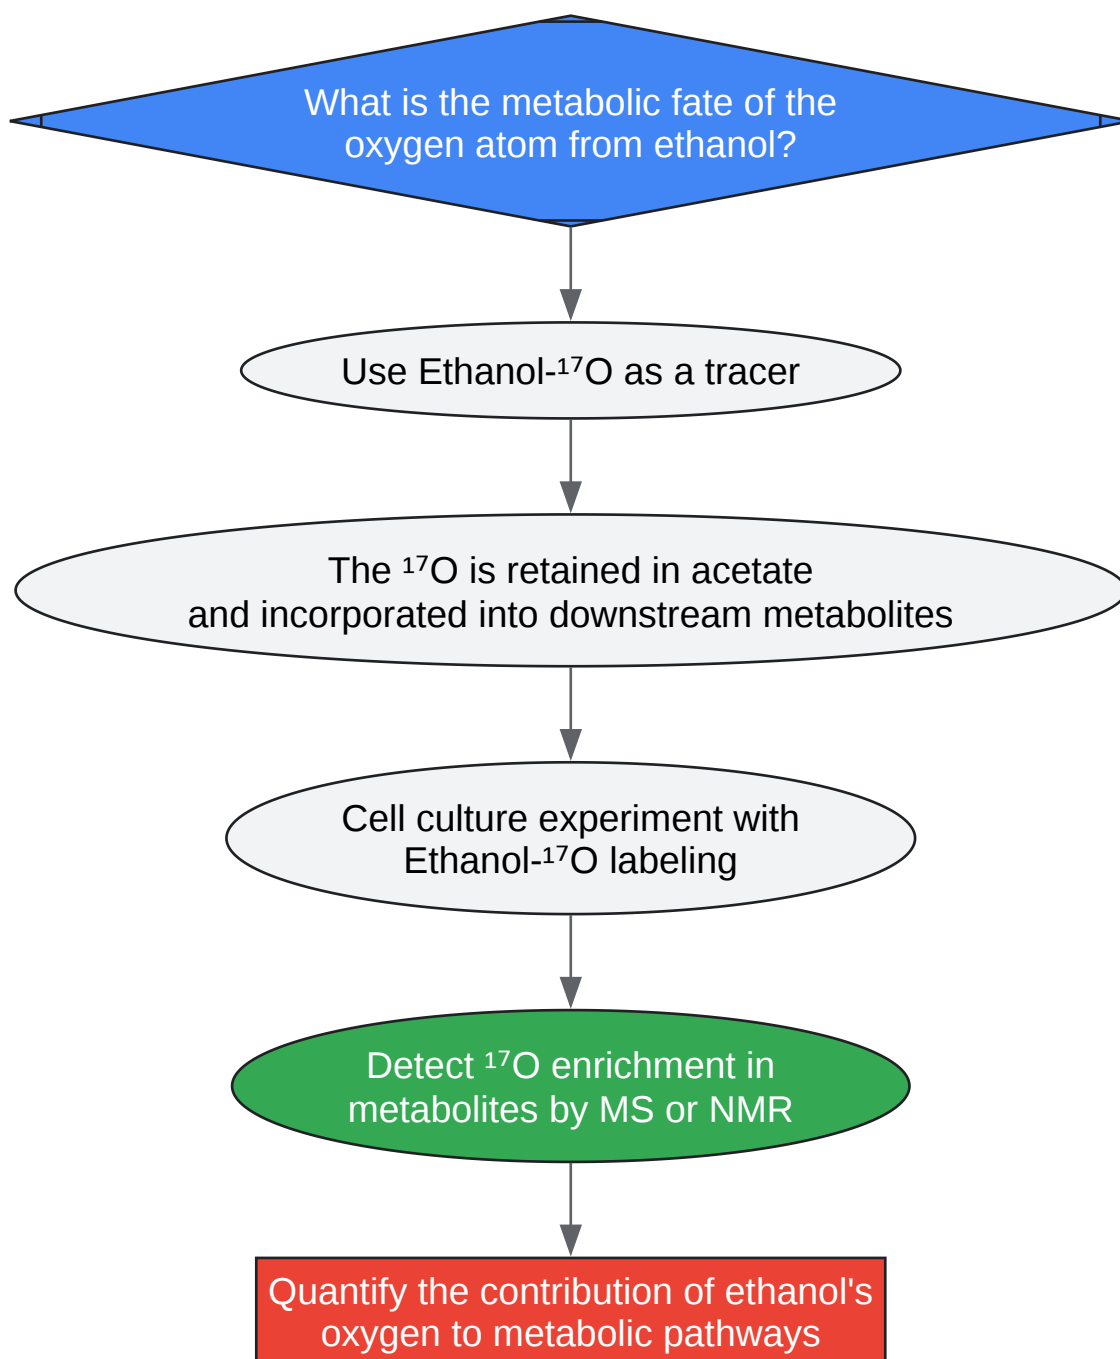 What is the metabolic fate of the
oxygen atom from ethanol?
Use Ethanol-¹⁷O as a tracer
The ¹⁷O is retained in acetate
and incorporated into downstream metabolites
Cell culture experiment with
Ethanol-¹⁷O labeling
Detect ¹⁷O enrichment in
metabolites by MS or NMR
Quantify the contribution of ethanol's
oxygen to metabolic pathways